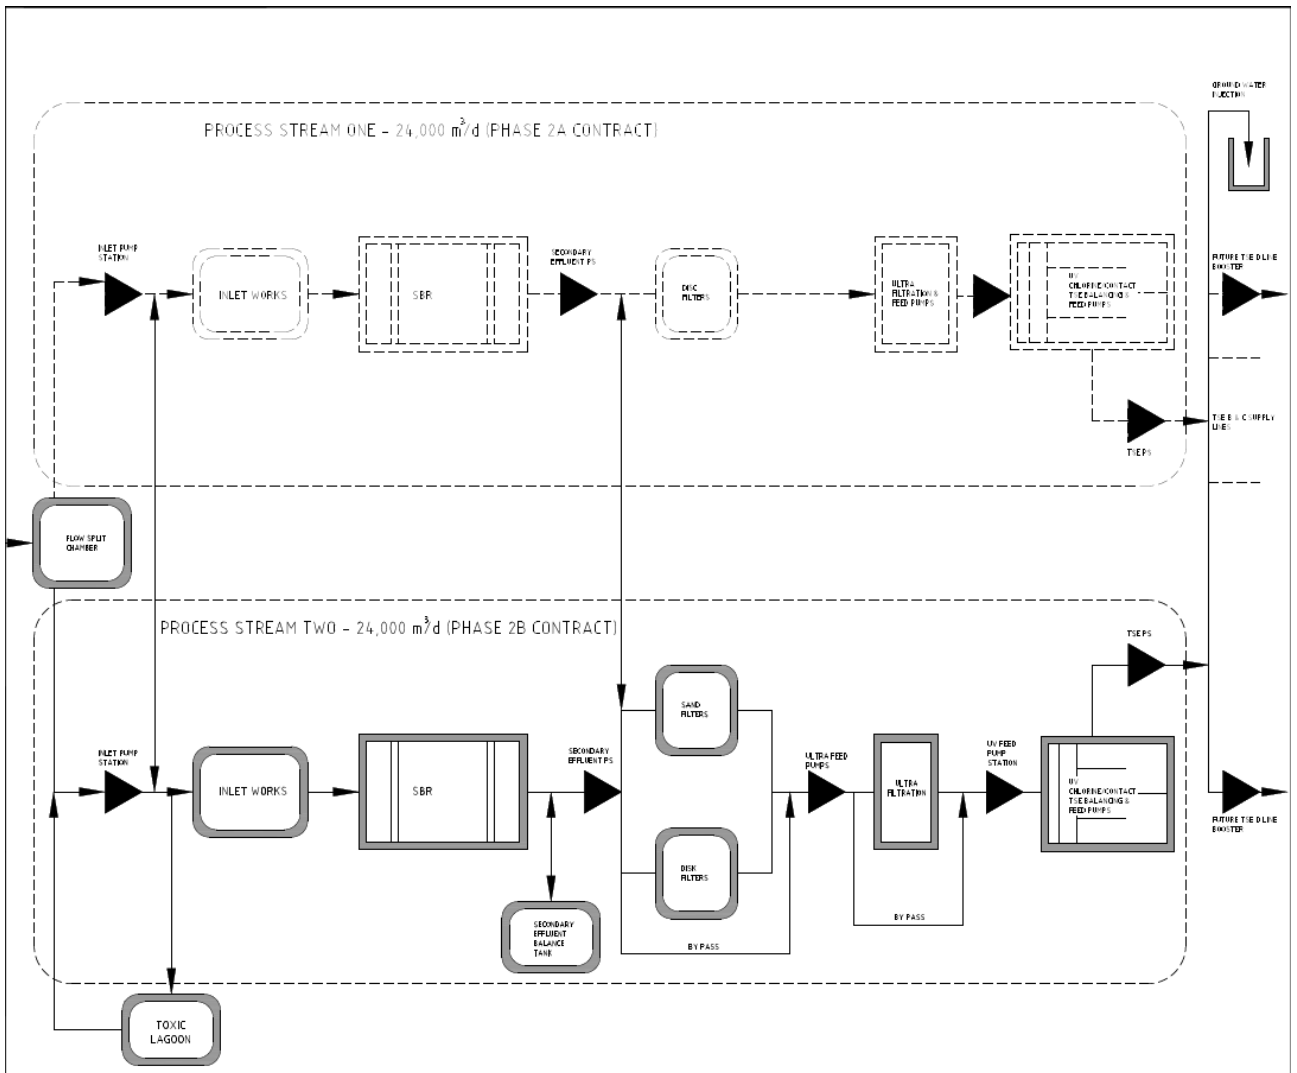 GROUND WATER
INJECTION
PROCESS STREAM ONE - 24,000 m³/d (PHASE 2A CONTRACT)
INLET PUMP
STATION
INLET WORKS
SBR
SECONDARY
EFFLUENT PS
DISC
FILTERS
ULTRA
FILTRATION &
FEED PUMPS
UV
CHLORINE/CONTACT
TSE BALANCING &
FEED PUMPS
FUTURE TSE D LINE
BOOSTER
TSE B & C SUPPLY
LINES
TSE PS
FLOW SPLIT
CHAMBER
PROCESS STREAM TWO - 24,000 m³/d (PHASE 2B CONTRACT)
TSE PS
INLET PUMP
STATION
INLET WORKS
SBR
SECONDARY
EFFLUENT PS
SAND
FILTERS
DISK
FILTERS
BY PASS
ULTRA FEED
PUMPS
ULTRA
FILTRATION
BY PASS
UV FEED
PUMP
STATION
UV
CHLORINE/CONTACT
TSE BALANCING &
FEED PUMPS
FUTURE TSE D LINE
BOOSTER
SECONDARY
EFFLUENT
BALANCE
TANK
TOXIC
LAGOON